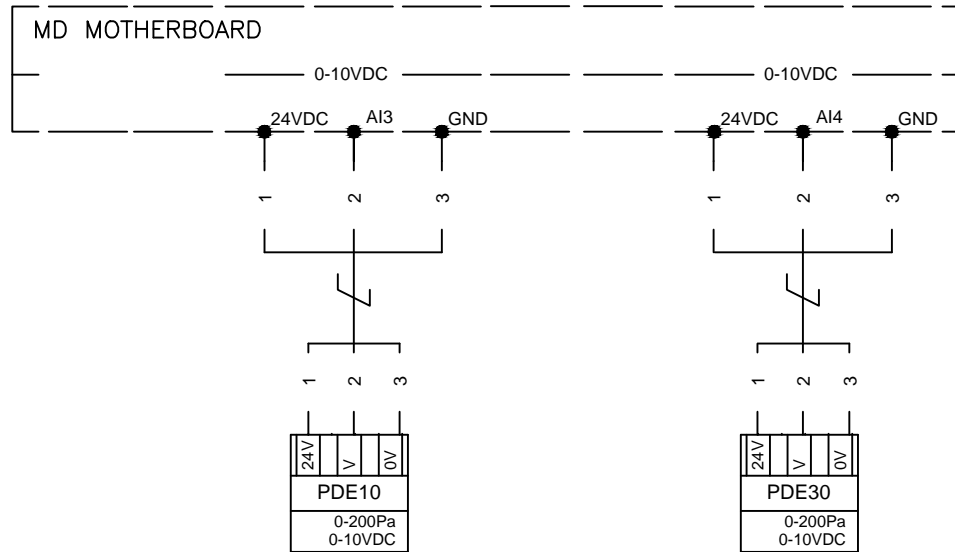 MD MOTHERBOARD
0-10VDC 0-10VDC
24VDC AI3 GND 24VDC AI4 GND
1 2 3 1 2 3
1 2 3 1 2 3
24V V 0V 24V V 0V
PDE10 PDE30
0-200Pa 0-200Pa
0-10VDC 0-10VDC